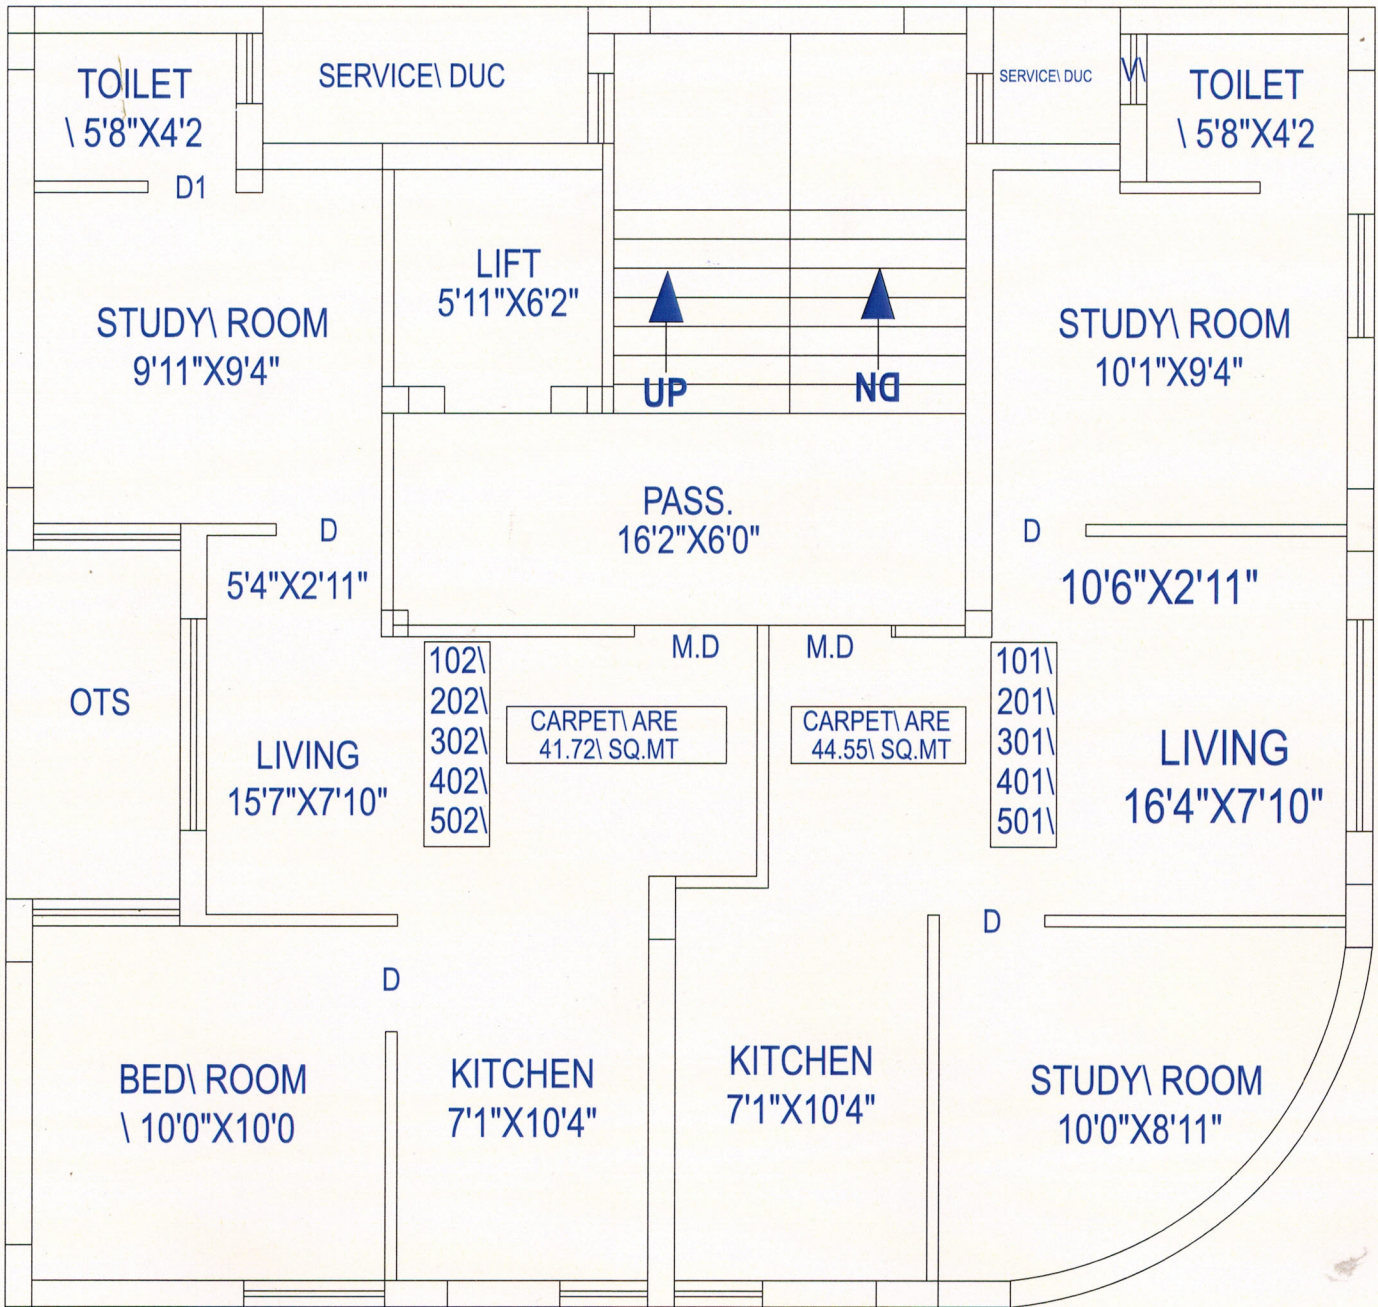 TOILET
\ 5'8"X4'2
SERVICE\ DUC
SERVICE\ DUC
V\
TOILET
\ 5'8"X4'2
D1
LIFT
5'11"X6'2"
STUDY\ ROOM
9'11"X9'4"
STUDY\ ROOM
10'1"X9'4"
UP
DN
PASS.
16'2"X6'0"
D
5'4"X2'11"
D
10'6"X2'11"
M.D
M.D
102\
202\
302\
402\
502\
CARPET\ ARE
41.72\ SQ.MT
CARPET\ ARE
44.55\ SQ.MT
101\
201\
301\
401\
501\
OTS
LIVING
15'7"X7'10"
LIVING
16'4"X7'10"
D
D
BED\ ROOM
\ 10'0"X10'0
KITCHEN
7'1"X10'4"
KITCHEN
7'1"X10'4"
STUDY\ ROOM
10'0"X8'11"